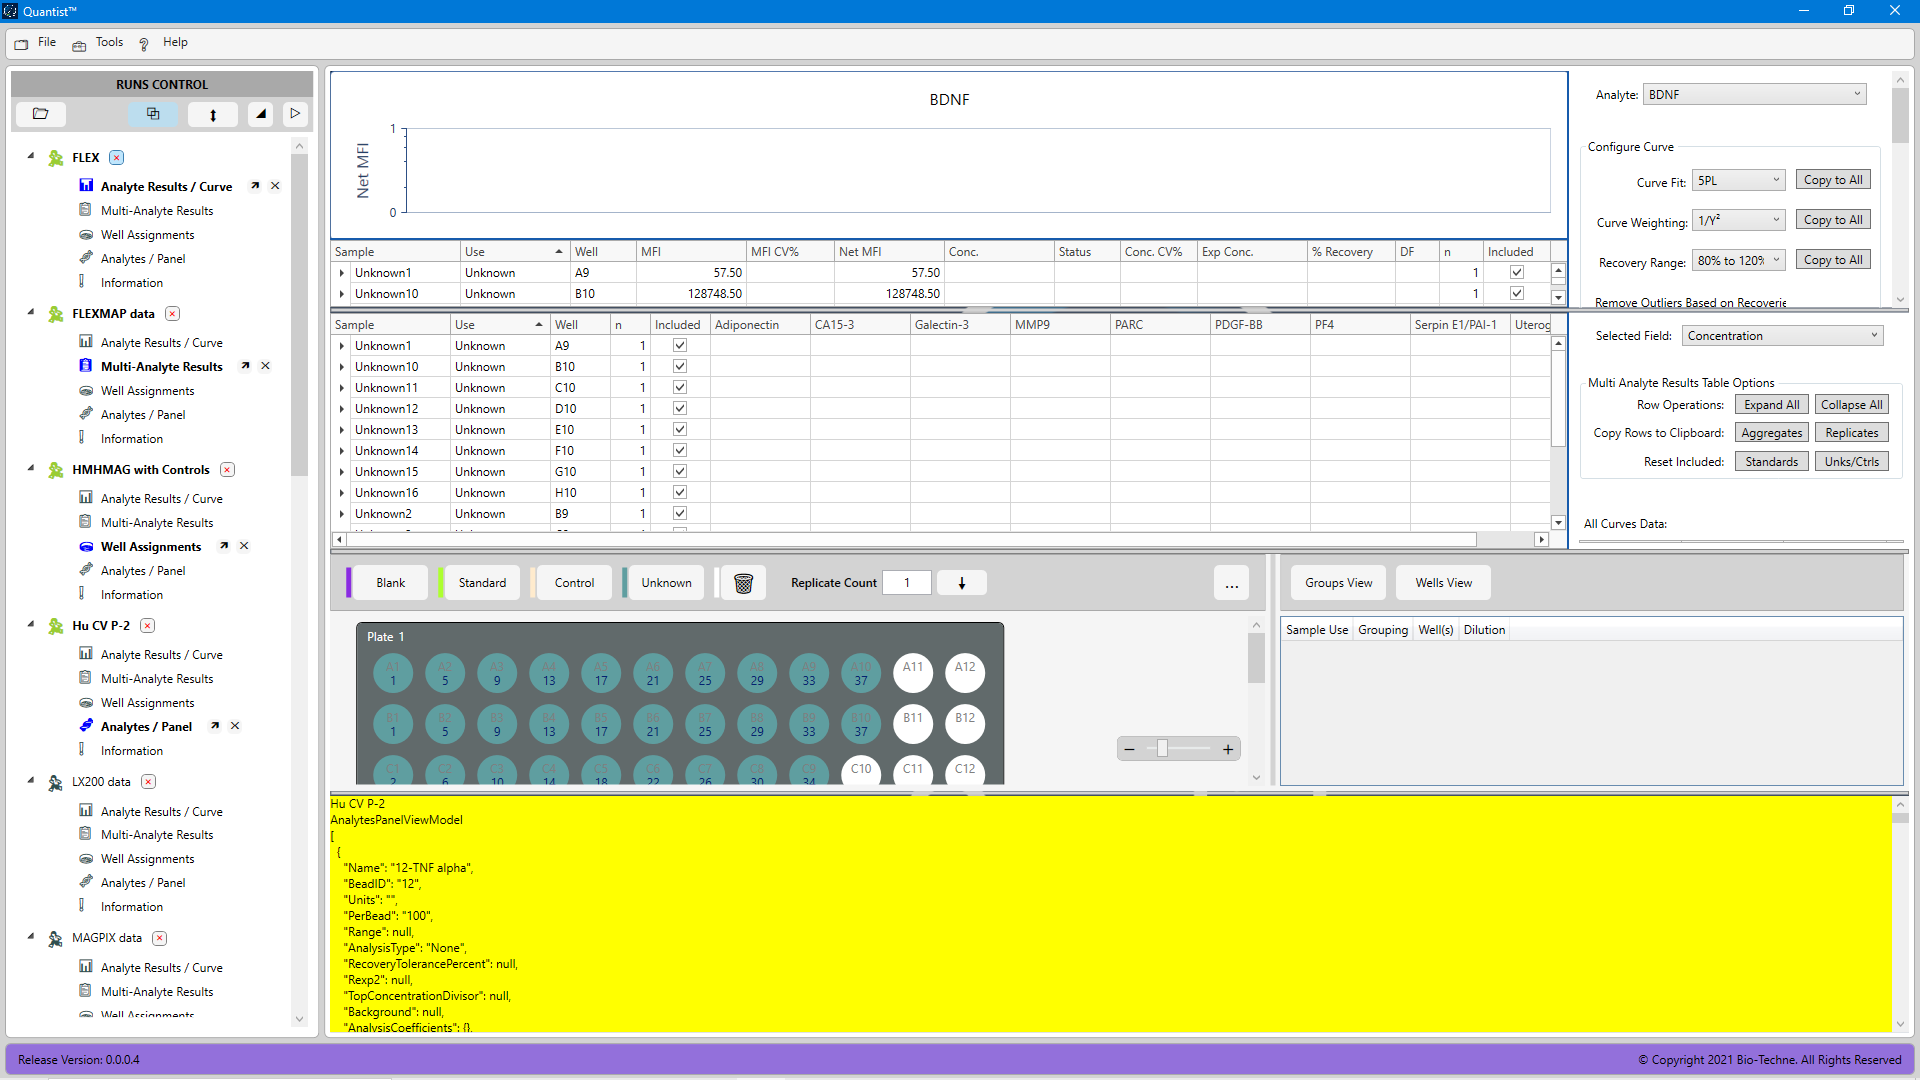 Quantist™
File Tools Help
RUNS CONTROL
FLEX
Analyte Results / Curve
Multi-Analyte Results
Well Assignments
Analytes / Panel
Information
FLEXMAP data
Analyte Results / Curve
Multi-Analyte Results
Well Assignments
Analytes / Panel
Information
HMHMAG with Controls
Analyte Results / Curve
Multi-Analyte Results
Well Assignments
Analytes / Panel
Information
Hu CV P-2
Analyte Results / Curve
Multi-Analyte Results
Well Assignments
Analytes / Panel
Information
LX200 data
Analyte Results / Curve
Multi-Analyte Results
Well Assignments
Analytes / Panel
Information
MAGPIX data
Analyte Results / Curve
Multi-Analyte Results
Well Assignments
BDNF
Net MFI
1
0
Sample Use Well MFI MFI CV% Net MFI Conc. Status Conc. CV% Exp Conc. % Recovery DF n Included
Unknown1 Unknown A9 57.50 57.50 1
Unknown10 Unknown B10 128748.50 128748.50 1
Analyte: BDNF
Configure Curve
Curve Fit: 5PL Copy to All
Curve Weighting: 1/Y² Copy to All
Recovery Range: 80% to 120% Copy to All
Remove Outliers Based on Recoverie
Sample Use Well n Included Adiponectin CA15-3 Galectin-3 MMP9 PARC PDGF-BB PF4 Serpin E1/PAI-1 Uterog
Unknown1 Unknown A9 1
Unknown10 Unknown B10 1
Unknown11 Unknown C10 1
Unknown12 Unknown D10 1
Unknown13 Unknown E10 1
Unknown14 Unknown F10 1
Unknown15 Unknown G10 1
Unknown16 Unknown H10 1
Unknown2 Unknown B9 1
Selected Field: Concentration
Multi Analyte Results Table Options
Row Operations: Expand All Collapse All
Copy Rows to Clipboard: Aggregates Replicates
Reset Included: Standards Unks/Ctrls
All Curves Data:
Blank Standard Control Unknown Replicate Count 1 ...
Plate 1
A1 A2 A3 A4 A5 A6 A7 A8 A9 A10 A11 A12
1 5 9 13 17 21 25 29 33 37
B1 B2 B3 B4 B5 B6 B7 B8 B9 B10 B11 B12
1 5 9 13 17 21 25 29 33 37
C1 C2 C3 C4 C5 C6 C7 C8 C9 C10 C11 C12
2 6 10 14 18 22 26 30 34
Groups View Wells View
Sample Use Grouping Well(s) Dilution
Hu CV P-2
AnalytesPanelViewModel
[
{
"Name": "12-TNF alpha",
"BeadID": "12",
"Units": "",
"PerBead": "100",
"Range": null,
"AnalysisType": "None",
"RecoveryTolerancePercent": null,
"Rexp2": null,
"TopConcentrationDivisor": null,
"Background": null,
"AnalysisCoefficients": {},
Release Version: 0.0.0.4
© Copyright 2021 Bio-Techne. All Rights Reserved